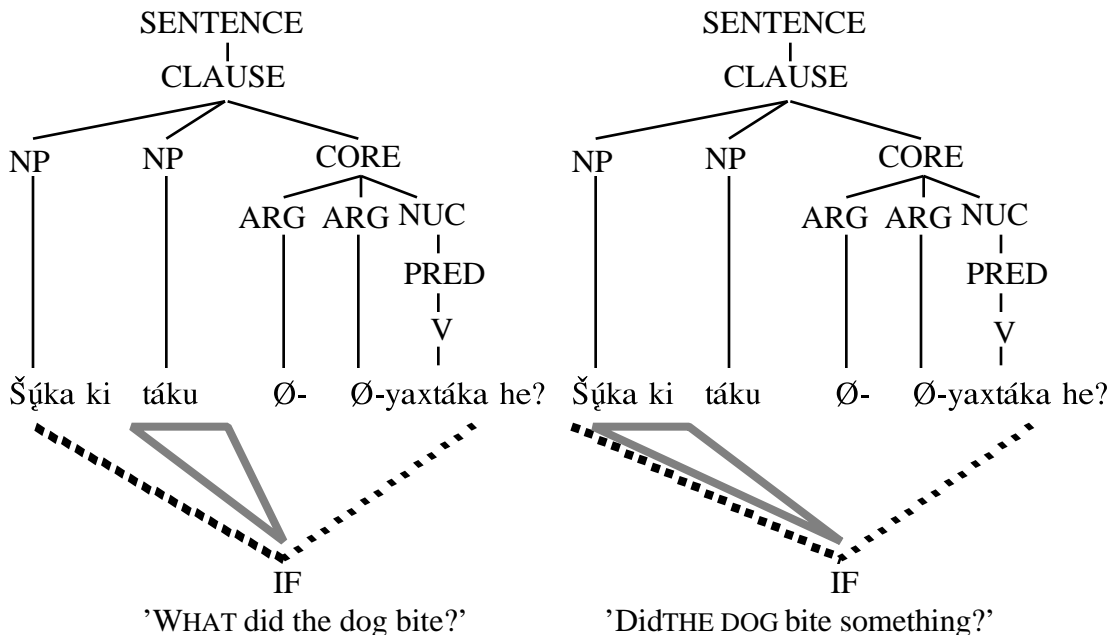 SENTENCE SENTENCE
CLAUSE CLAUSE
NP NP CORE NP NP CORE
ARG ARG NUC ARG ARG NUC
PRED PRED
V V
Šų́ka ki táku Ø- Ø-yaxtáka he? Šų́ka ki táku Ø- Ø-yaxtáka he?
IF IF
’WHAT did the dog bite?’ ’DidTHE DOG bite something?’